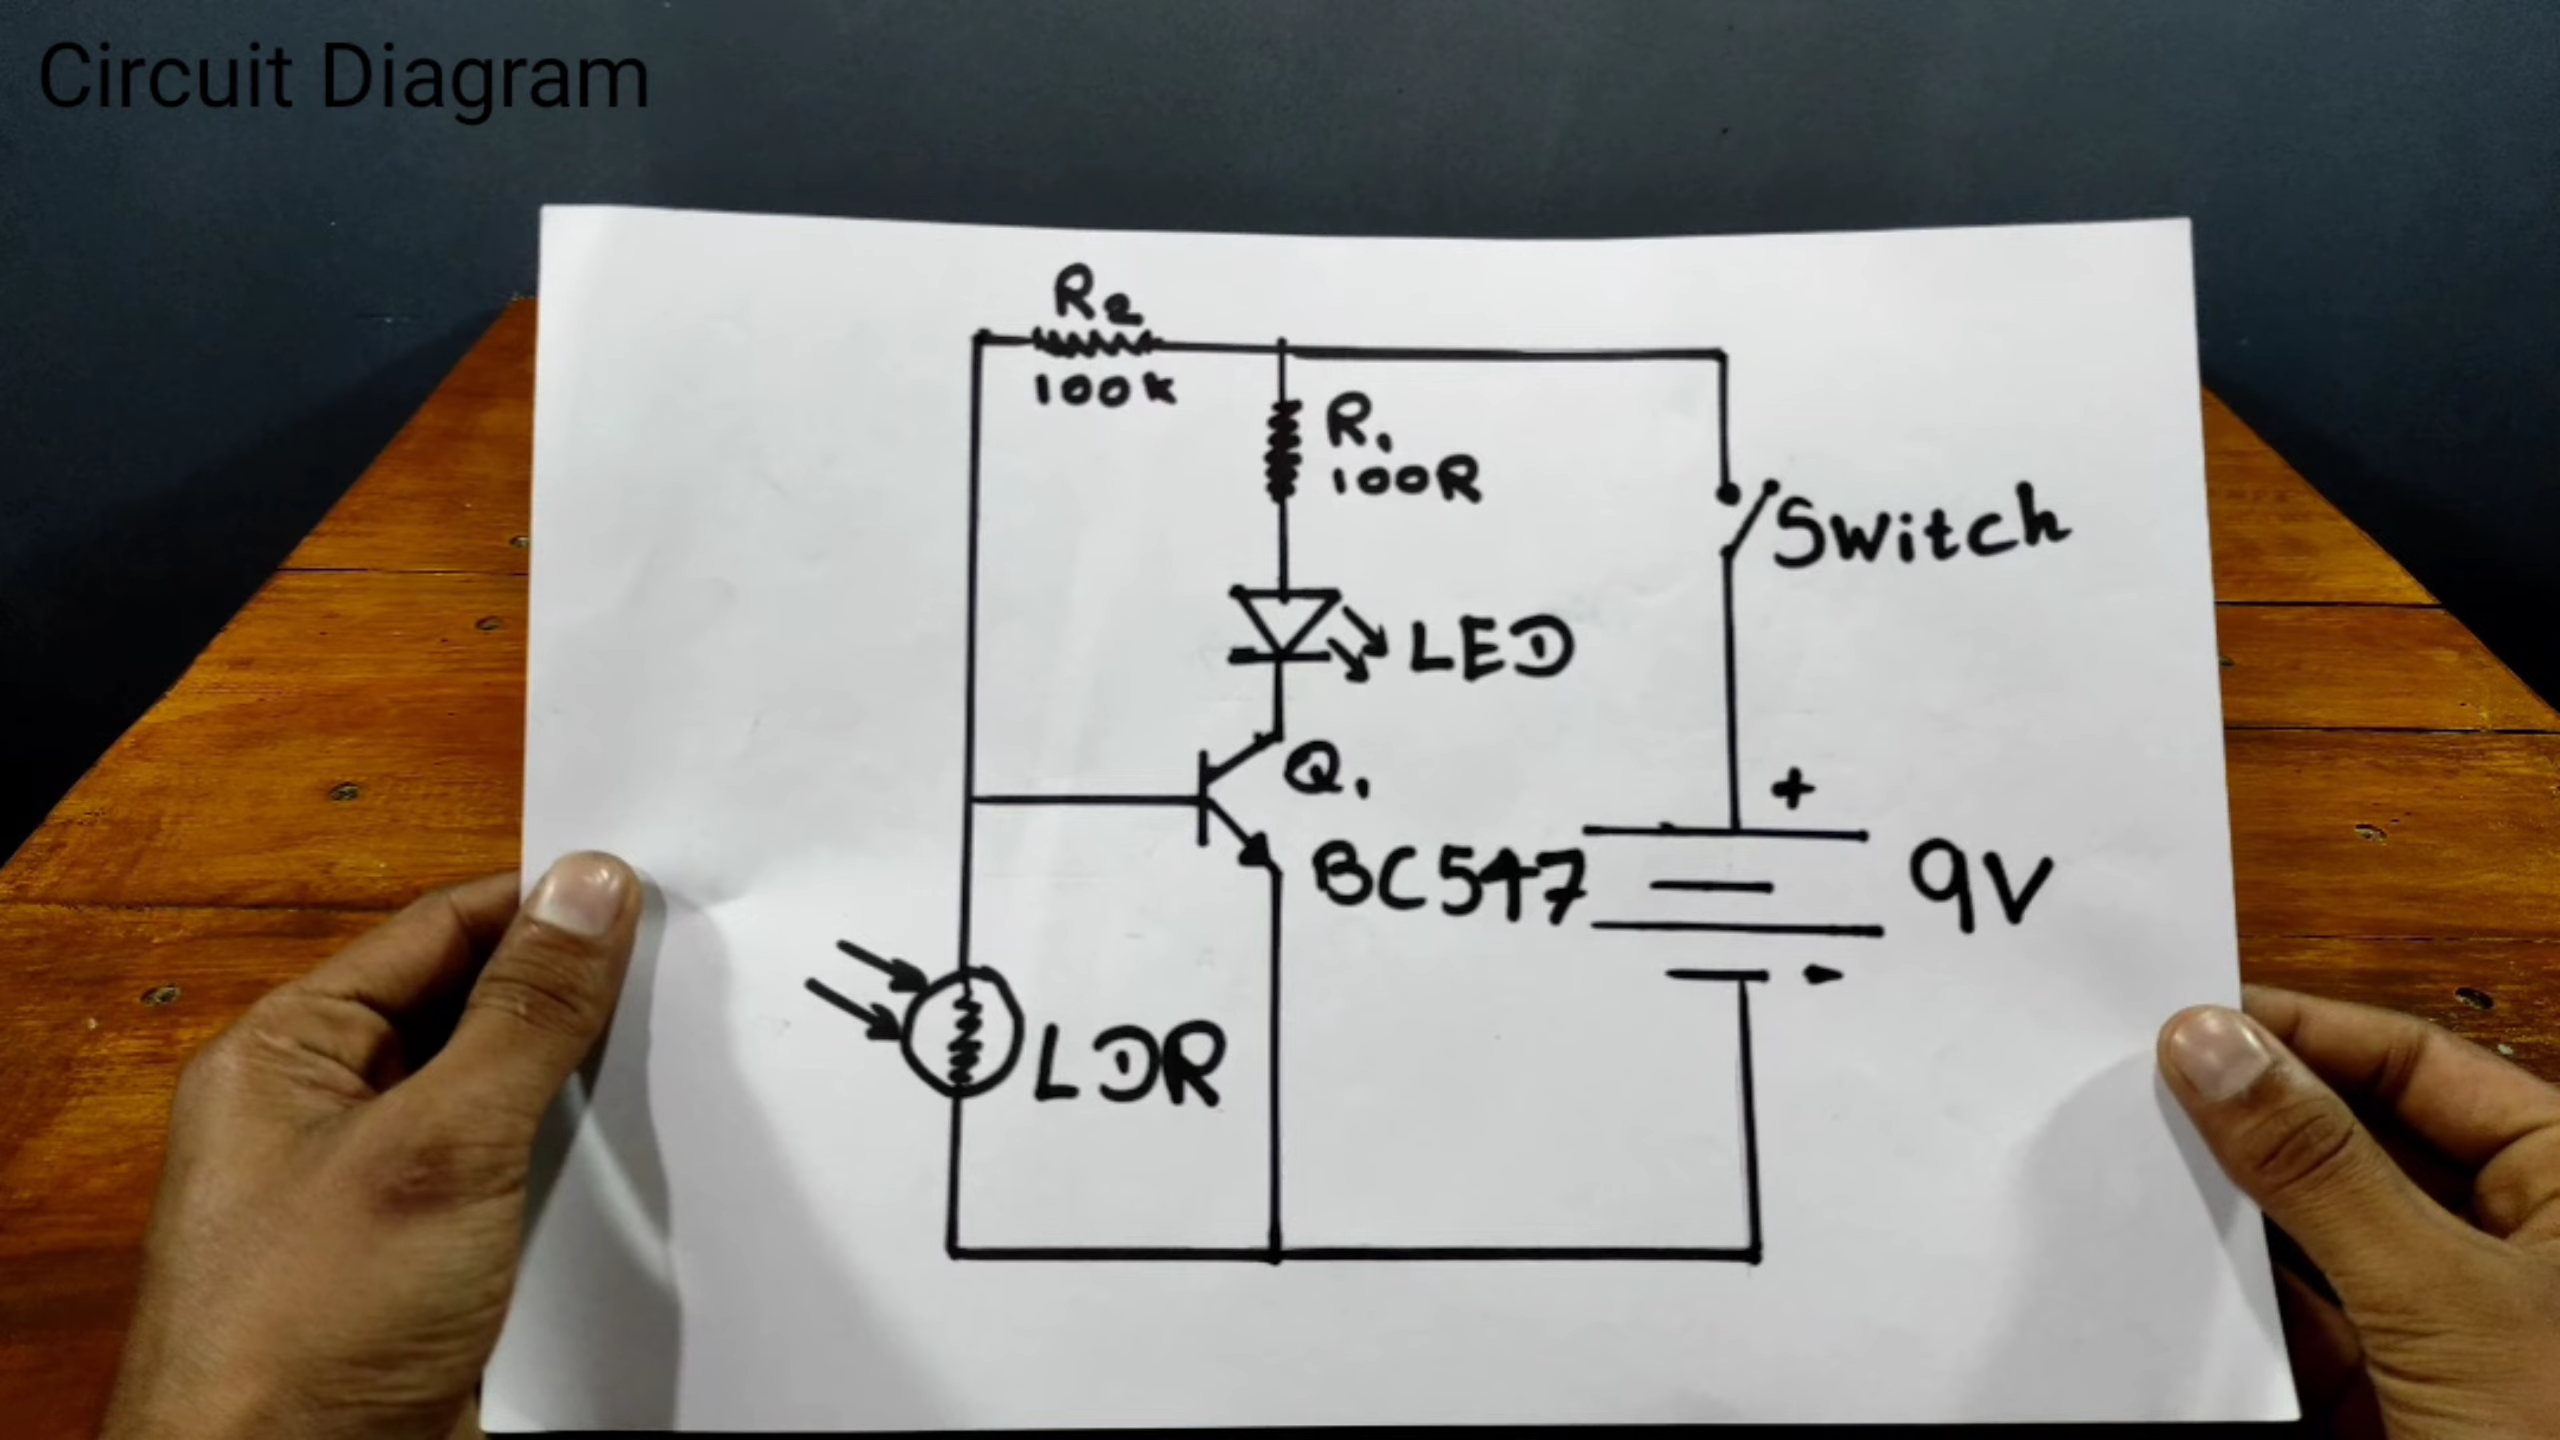 Circuit Diagram
R2
100k
R1
100R
Switch
LED
Q1
+
BC547
9V
-
LDR